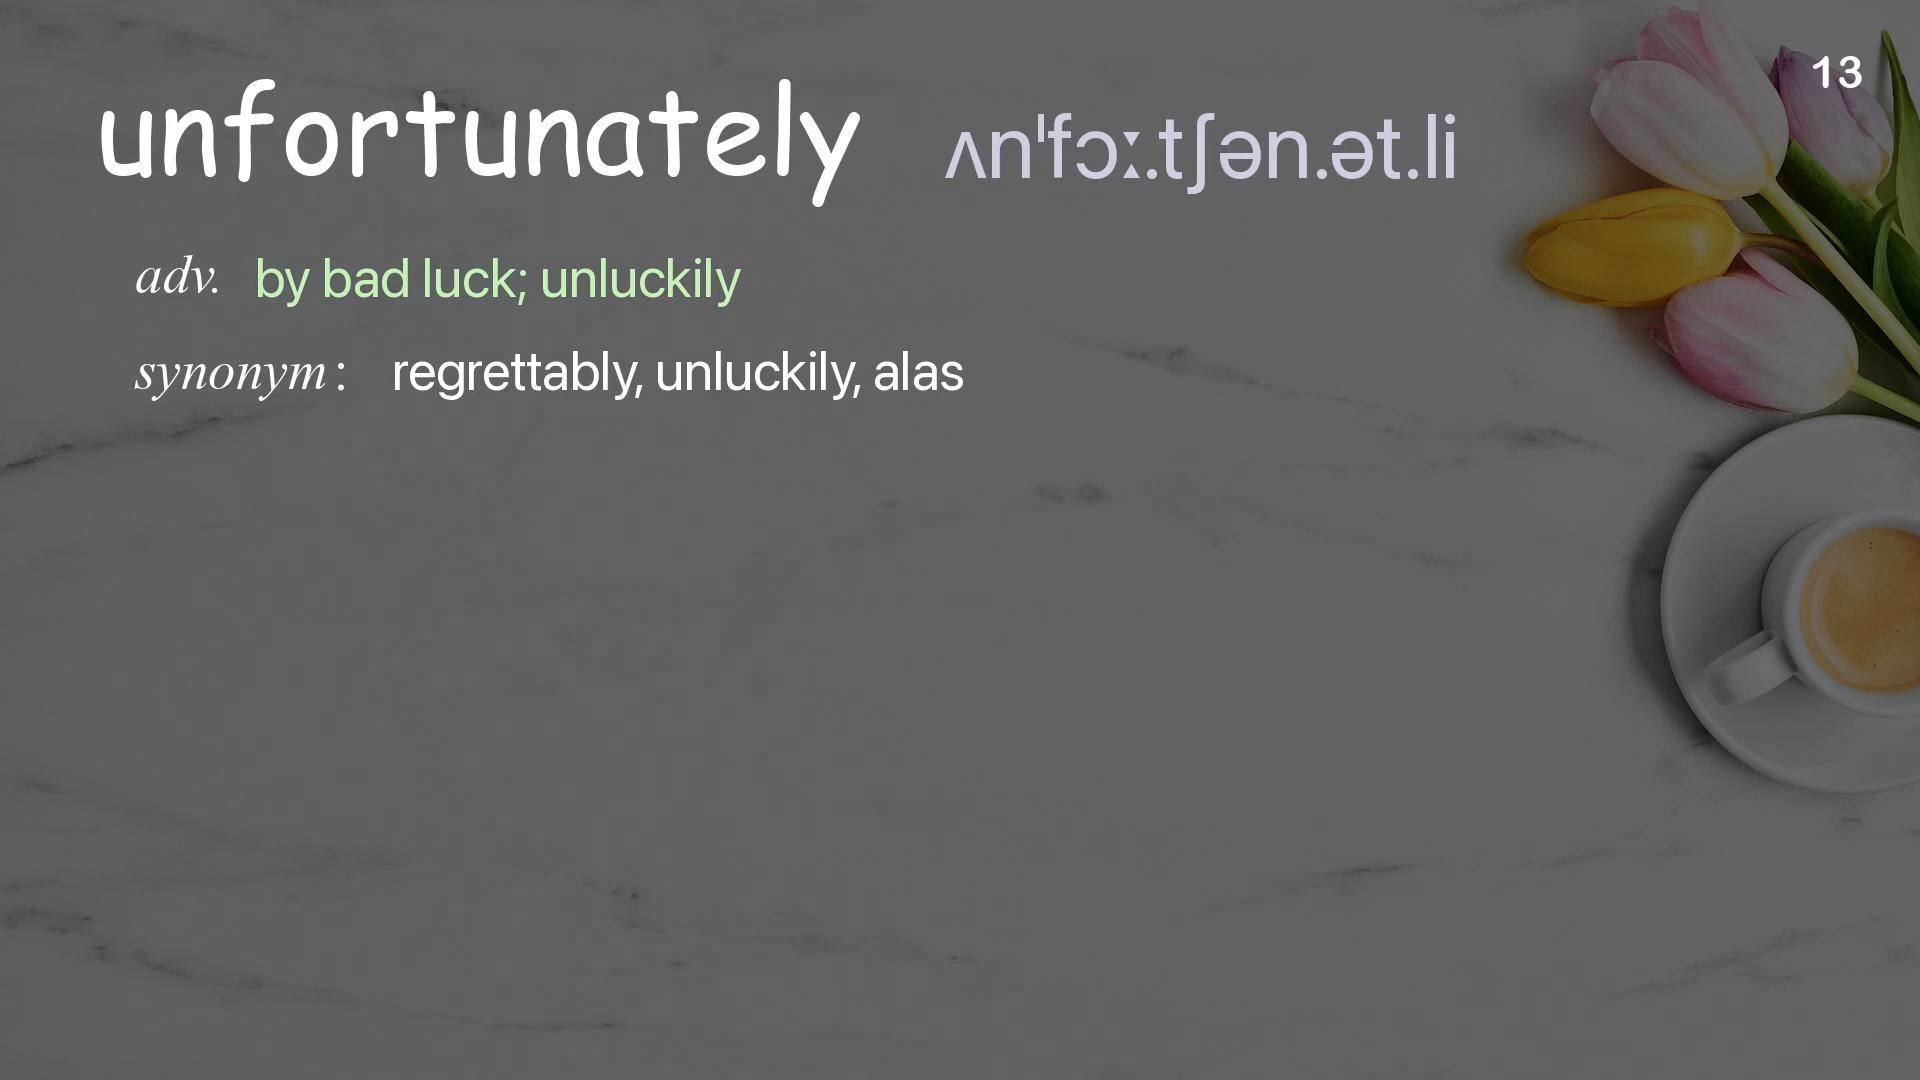 13
unfortunately ʌnˈfɔː.tʃən.ət.li
adv. by bad luck; unluckily
synonym : regrettably, unluckily, alas